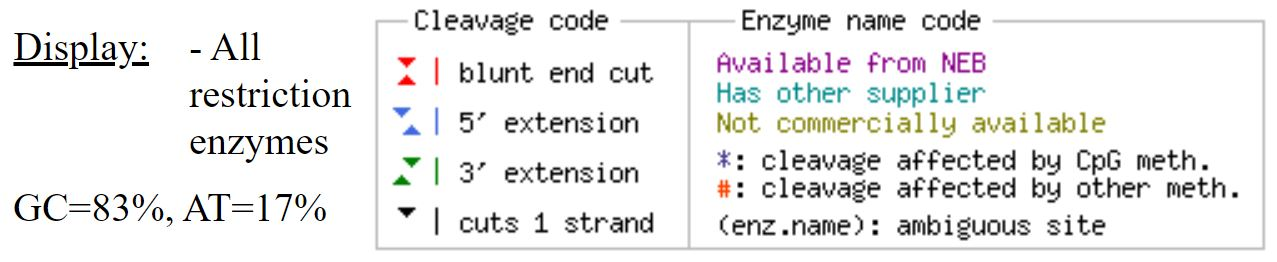 Display: - All
restriction
enzymes
GC=83%, AT=17%
Cleavage code
blunt end cut
5' extension
3' extension
cuts 1 strand
Enzyme name code
Available from NEB
Has other supplier
Not commercially available
*: cleavage affected by CpG meth.
#: cleavage affected by other meth.
(enz.name): ambiguous site